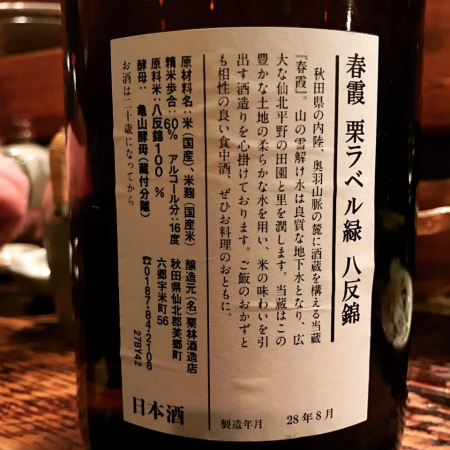 春霞 栗ラベル緑 八反錦
秋田県の内陸、奥羽山脈の麓に酒蔵を構える当蔵
『春霞』。山の雪解け水は良質な地下水となり、広
大な仙北平野の田園と里を潤します。当蔵はこの
豊かな土地の柔らかな水を用い、米の味わいを引
出す酒造りを心掛けております。ご飯のおかずと
も相性の良い食中酒、ぜひお料理のおともに。
原材料名:米(国産)、米麹(国産米)
精米歩合:60% アルコール分:16度
原料米:八反錦100%
酵母:亀山酵母(蔵付分離)
お酒は二十歳になってから
醸造元(名)栗林酒造店
秋田県仙北郡美郷町
六郷字米町56
☎0187-84-2108
278Y42
日本酒
製造年月 28年8月